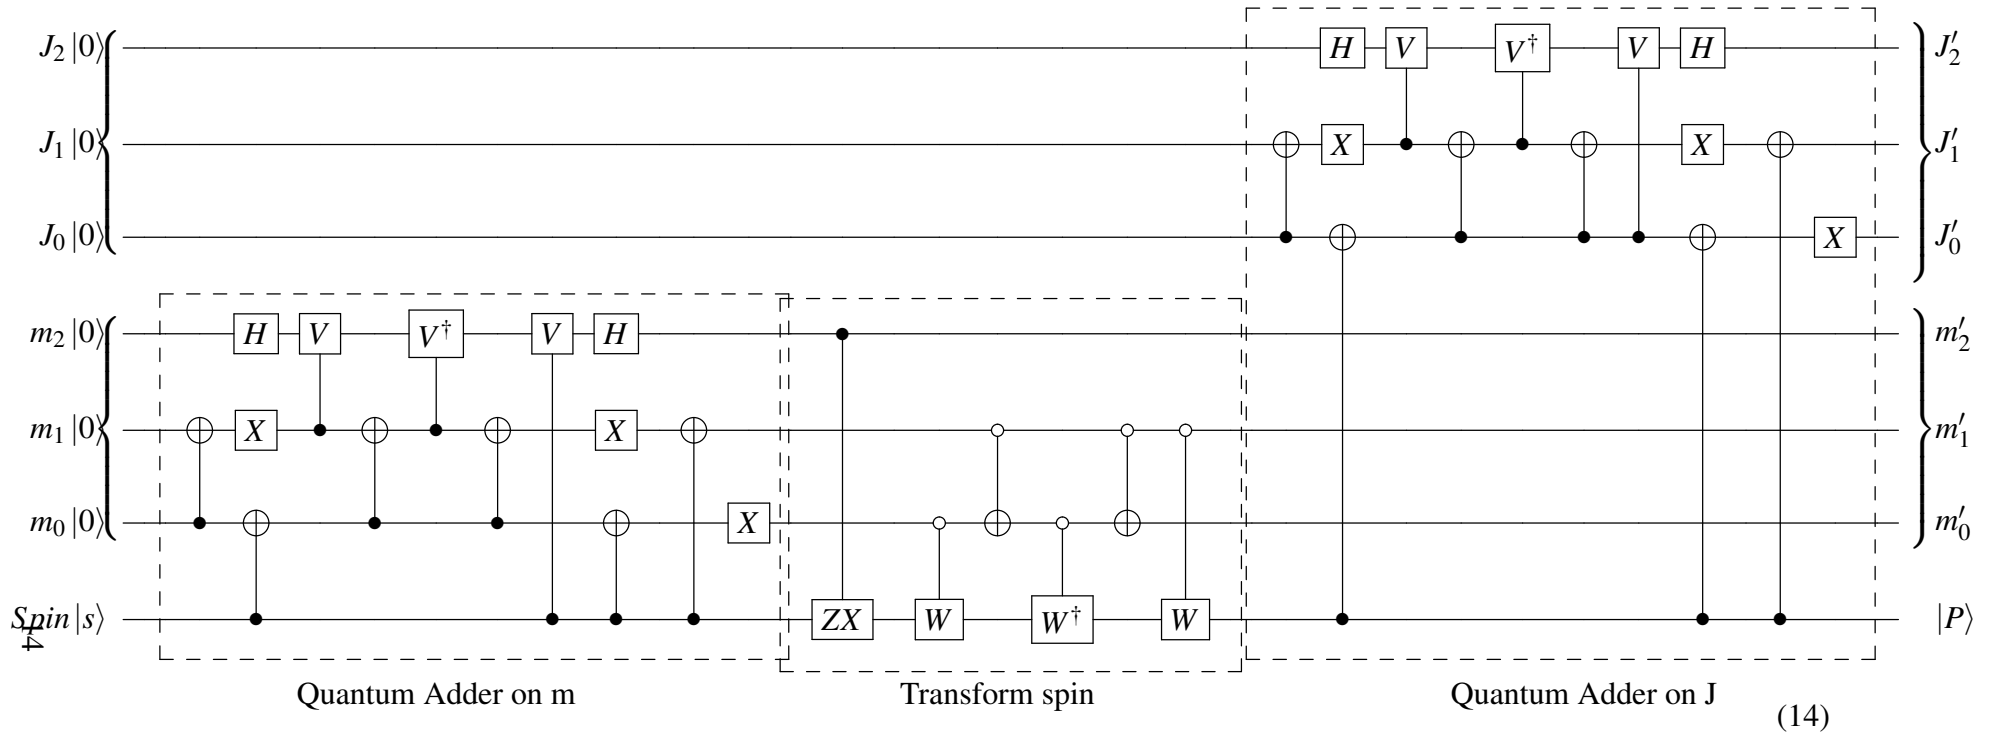 J₂ |0⟩ H V V† V H J′₂
J₁ |0⟩ X X J′₁
J₀ |0⟩ X J′₀
m₂ |0⟩ H V V† V H m′₂
m₁ |0⟩ X X m′₁
m₀ |0⟩ X m′₀
Spin |s⟩ ZX W W† W |P⟩
14
Quantum Adder on m Transform spin Quantum Adder on J
(14)